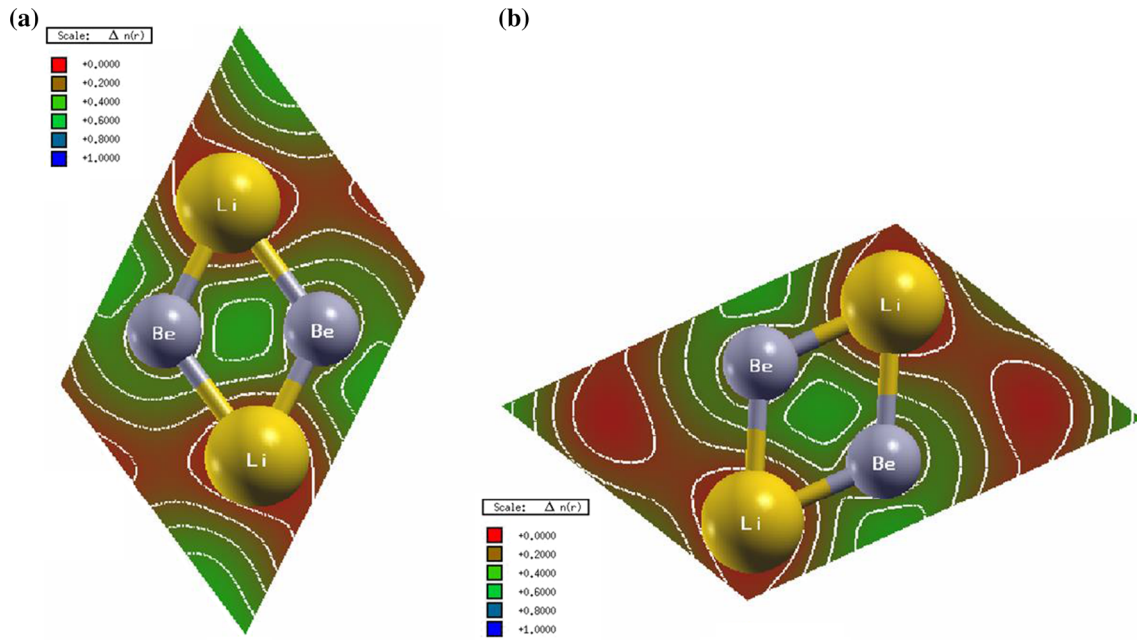 (a)
Scale: Δ n(r)
+0.0000
+0.2000
+0.4000
+0.6000
+0.8000
+1.0000
Li
Be
Be
Li
(b)
Li
Be
Be
Li
Scale: Δ n(r)
+0.0000
+0.2000
+0.4000
+0.6000
+0.8000
+1.0000